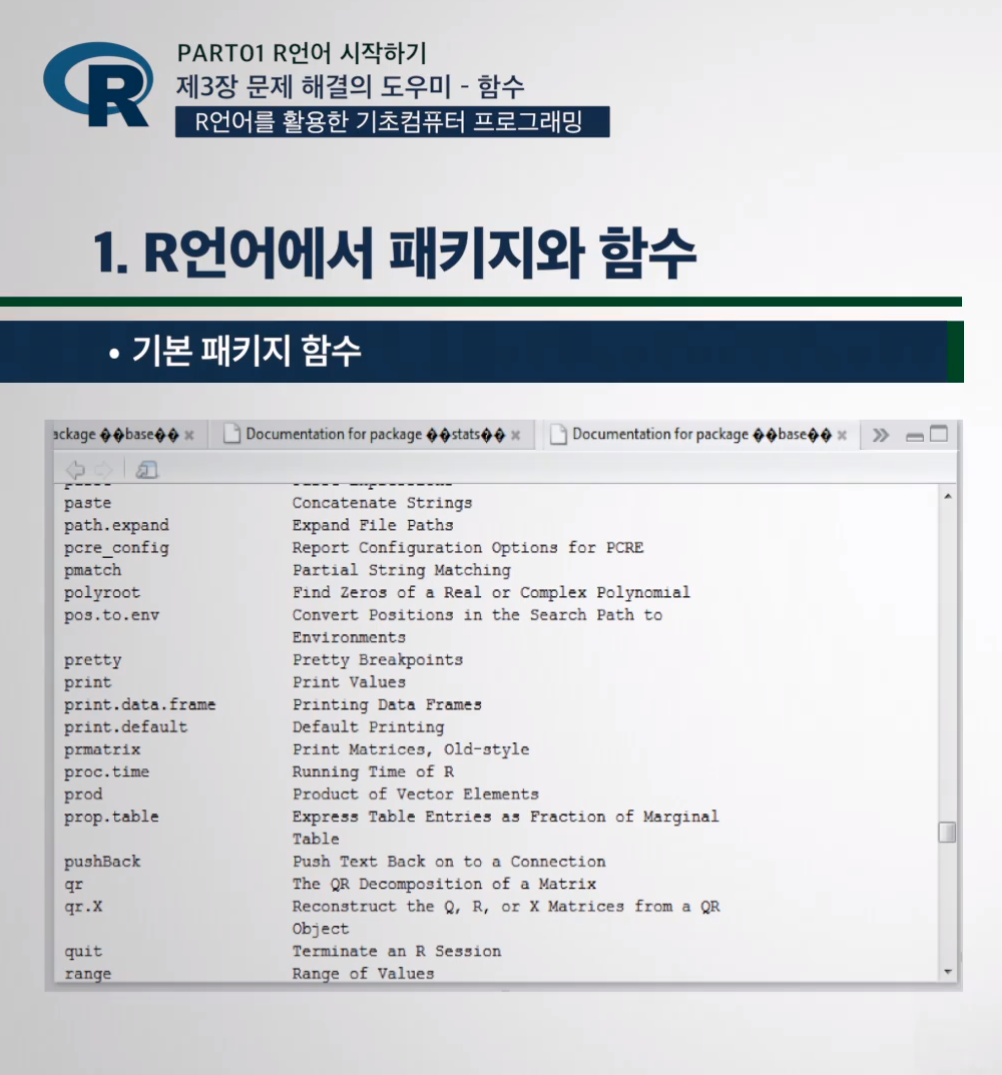 R
PART01 R언어 시작하기
제3장 문제 해결의 도우미 - 함수
R언어를 활용한 기초컴퓨터 프로그래밍
1. R언어에서 패키지와 함수
• 기본 패키지 함수
ackage ��base�� Documentation for package ��stats�� Documentation for package ��base��
paste Concatenate Strings
path.expand Expand File Paths
pcre_config Report Configuration Options for PCRE
pmatch Partial String Matching
polyroot Find Zeros of a Real or Complex Polynomial
pos.to.env Convert Positions in the Search Path to
Environments
pretty Pretty Breakpoints
print Print Values
print.data.frame Printing Data Frames
print.default Default Printing
prmatrix Print Matrices, Old-style
proc.time Running Time of R
prod Product of Vector Elements
prop.table Express Table Entries as Fraction of Marginal
Table
pushBack Push Text Back on to a Connection
qr The QR Decomposition of a Matrix
qr.X Reconstruct the Q, R, or X Matrices from a QR
Object
quit Terminate an R Session
range Range of Values